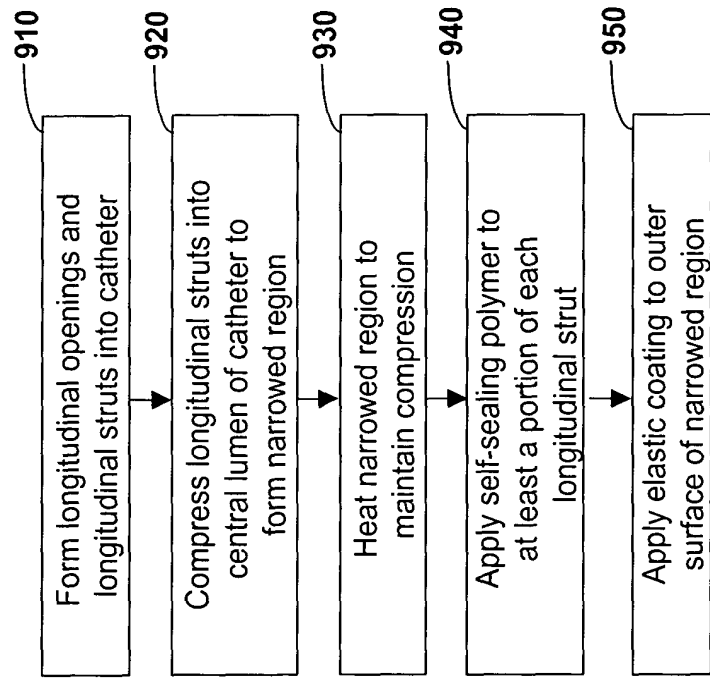 910
Form longitudinal openings and
longitudinal struts into catheter
920
Compress longitudinal struts into
central lumen of catheter to
form narrowed region
930
Heat narrowed region to
maintain compression
940
Apply self-sealing polymer to
at least a portion of each
longitudinal strut
950
Apply elastic coating to outer
surface of narrowed region